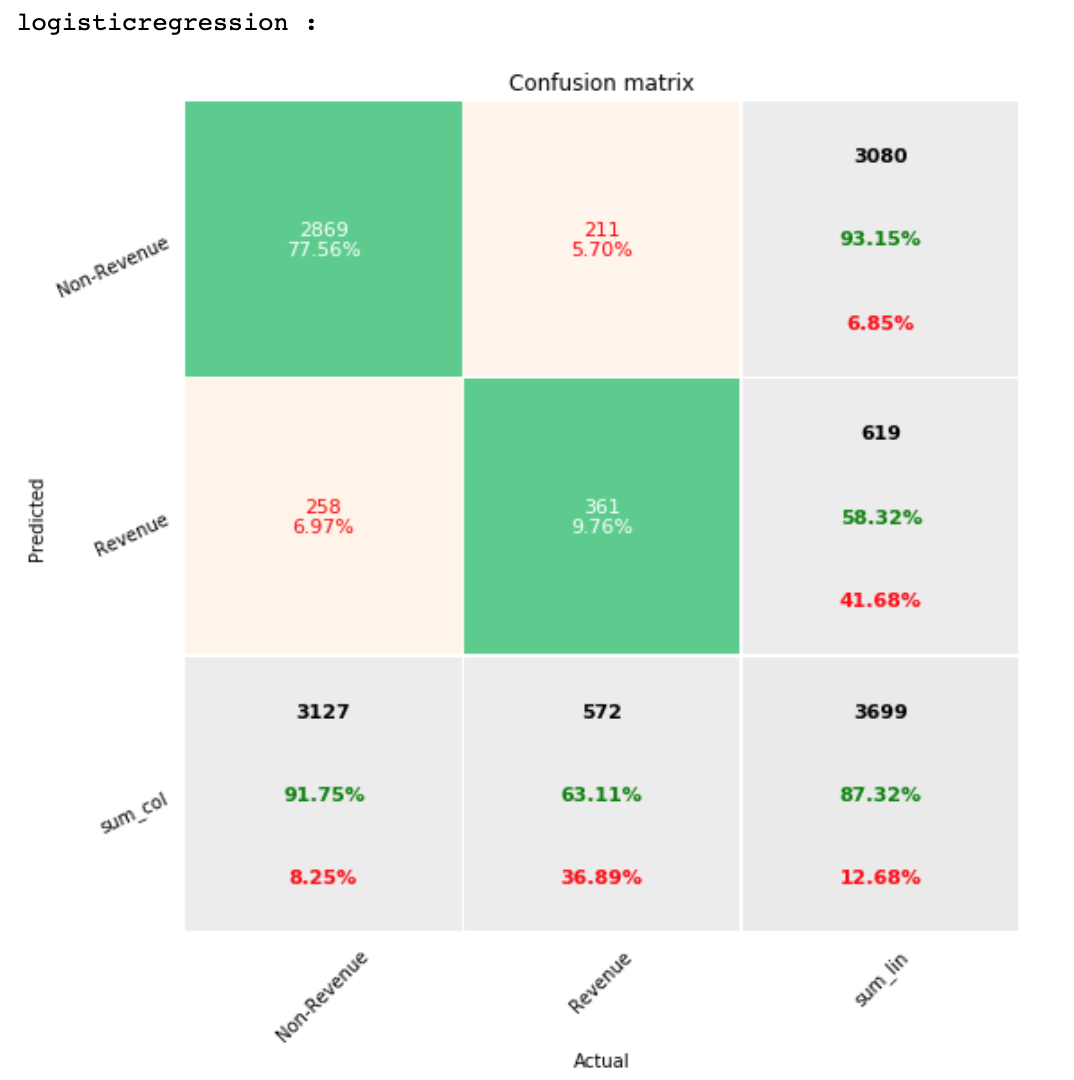 logisticregression :
Confusion matrix
Non-Revenue
2869
77.56%
211
5.70%
3080
93.15%
6.85%
Predicted
Revenue
258
6.97%
361
9.76%
619
58.32%
41.68%
sum_col
3127
91.75%
8.25%
572
63.11%
36.89%
3699
87.32%
12.68%
Non-Revenue
Revenue
sum_lin
Actual